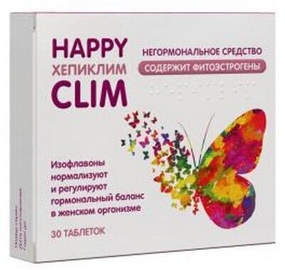 HAPPY
ХЕПИКЛИМ
CLIM
НЕГОРМОНАЛЬНОЕ СРЕДСТВО
СОДЕРЖИТ ФИТОЭСТРОГЕНЫ
Изофлавоны
нормализуют
и регулируют
гормональный баланс
в женском организме
30 ТАБЛЕТОК